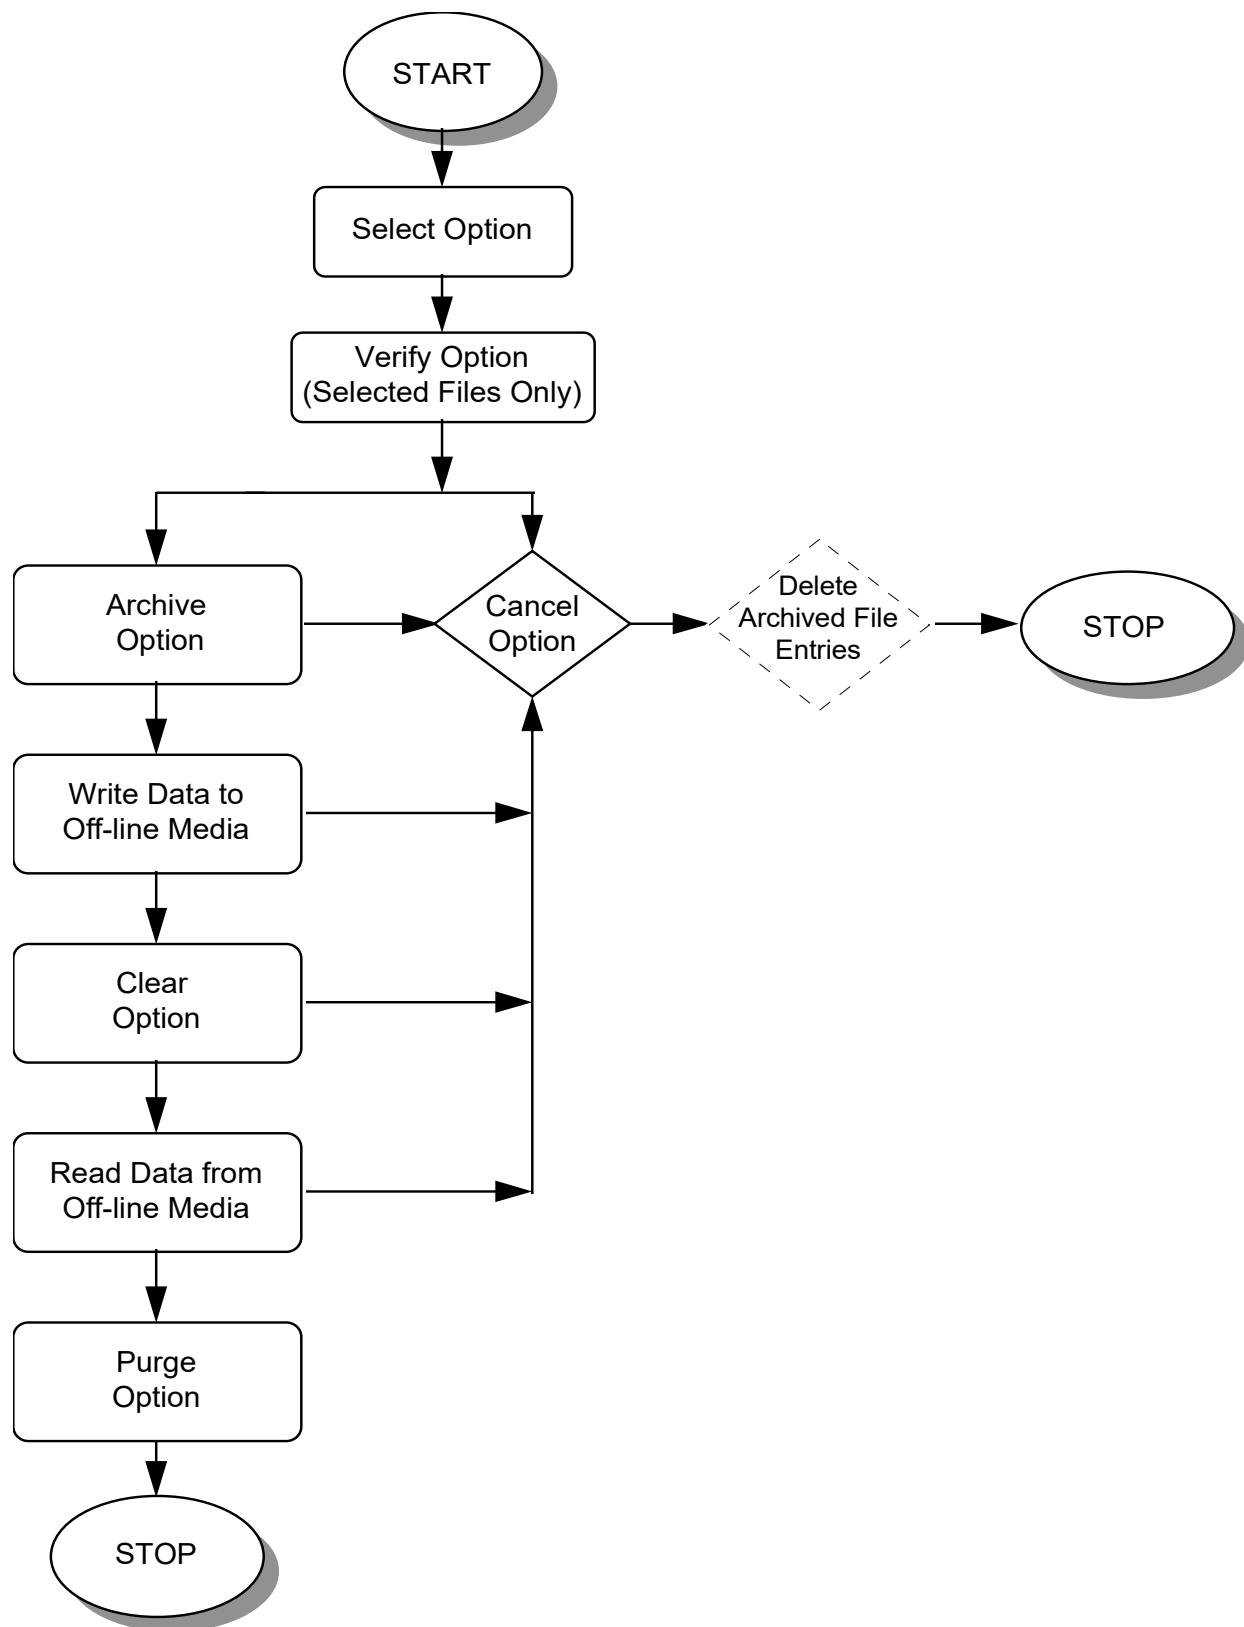 START
Select Option
Verify Option
(Selected Files Only)
Archive
Option
Cancel
Option
Delete
Archived File
Entries
STOP
Write Data to
Off-line Media
Clear
Option
Read Data from
Off-line Media
Purge
Option
STOP